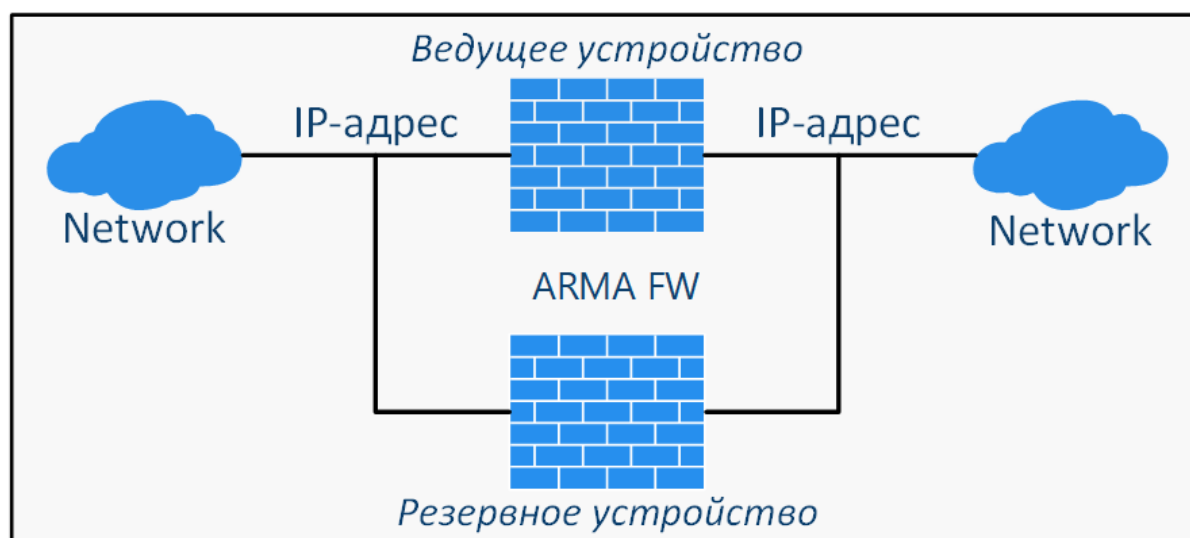 Ведущее устройство
IP-адрес
IP-адрес
Network
Network
ARMA FW
Резервное устройство